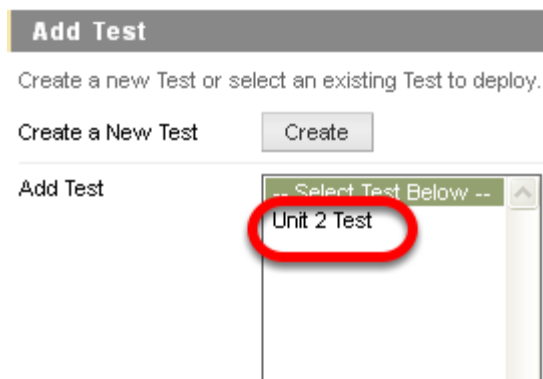 Add Test
Create a new Test or select an existing Test to deploy.
Create a New Test Create
Add Test -- Select Test Below --
Unit 2 Test